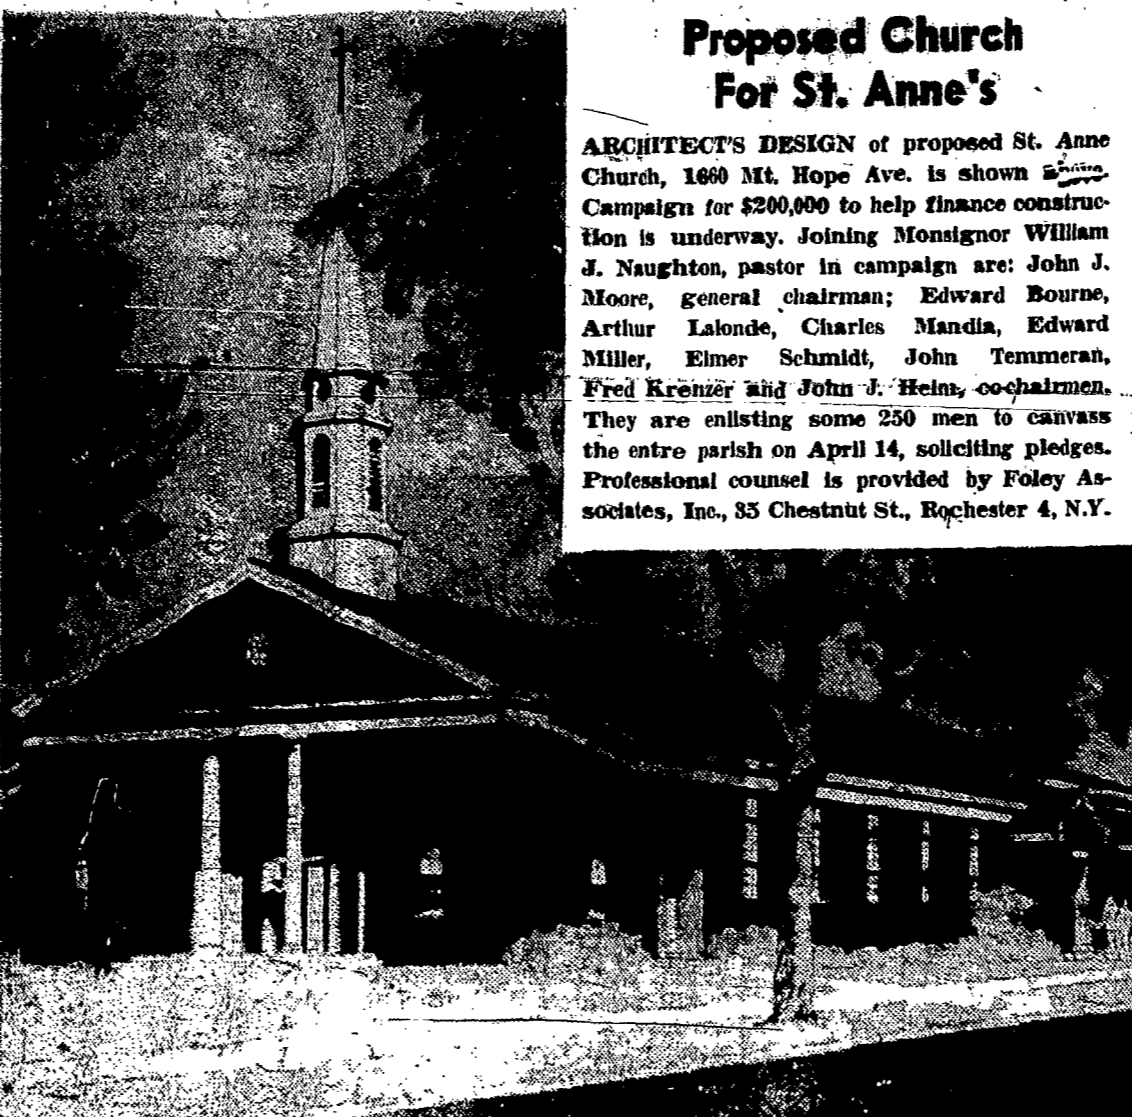 Proposed Church
For St. Anne's
ARCHITECT'S DESIGN of proposed St. Anne
Church, 1660 Mt. Hope Ave. is shown above.
Campaign for $200,000 to help finance construc-
tion is underway. Joining Monsignor William
J. Naughton, pastor in campaign are: John J.
Moore, general chairman; Edward Bourne,
Arthur Lalonde, Charles Mandia, Edward
Miller, Elmer Schmidt, John Temmeran,
Fred Krenzer and John J. Heinz, co-chairmen.
They are enlisting some 250 men to canvass
the entre parish on April 14, soliciting pledges.
Professional counsel is provided by Foley As-
sociates, Inc., 35 Chestnut St., Rochester 4, N.Y.